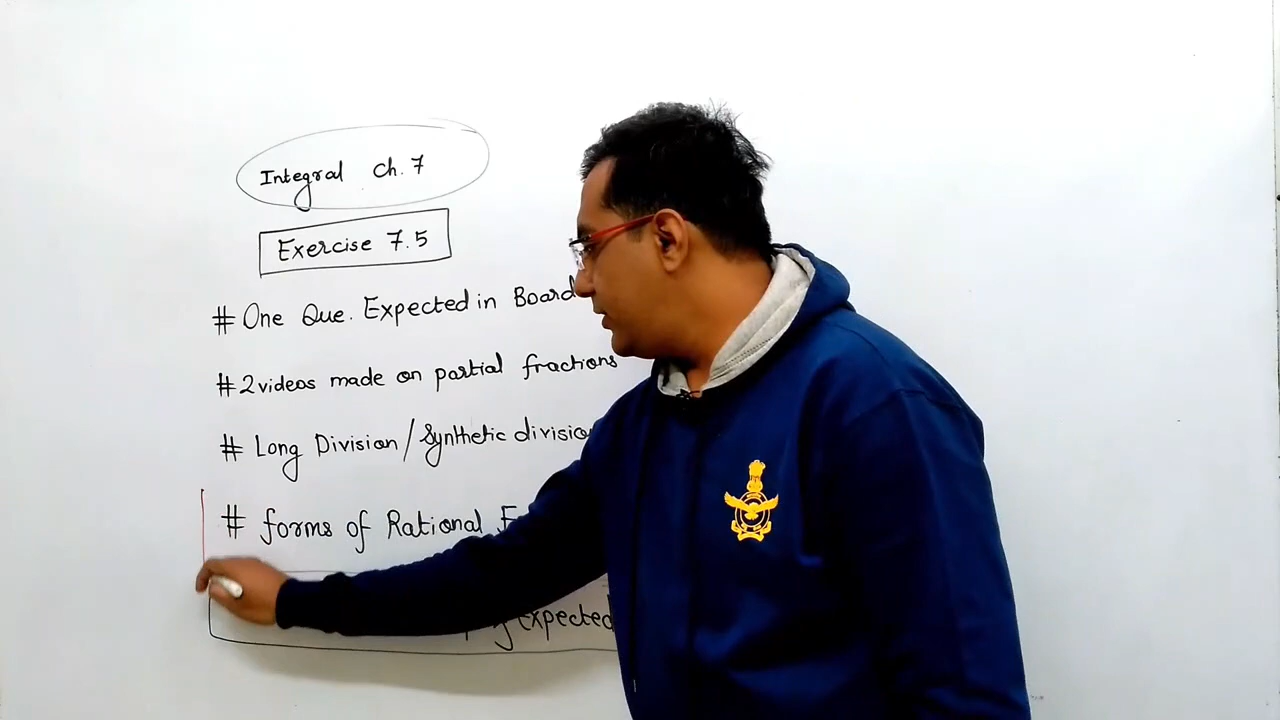 Integral Ch. 7
Exercise 7.5
# One Que. Expected in Board
# 2 videos made on partial fractions
# Long Division / Synthetic division
# forms of Rational
expected